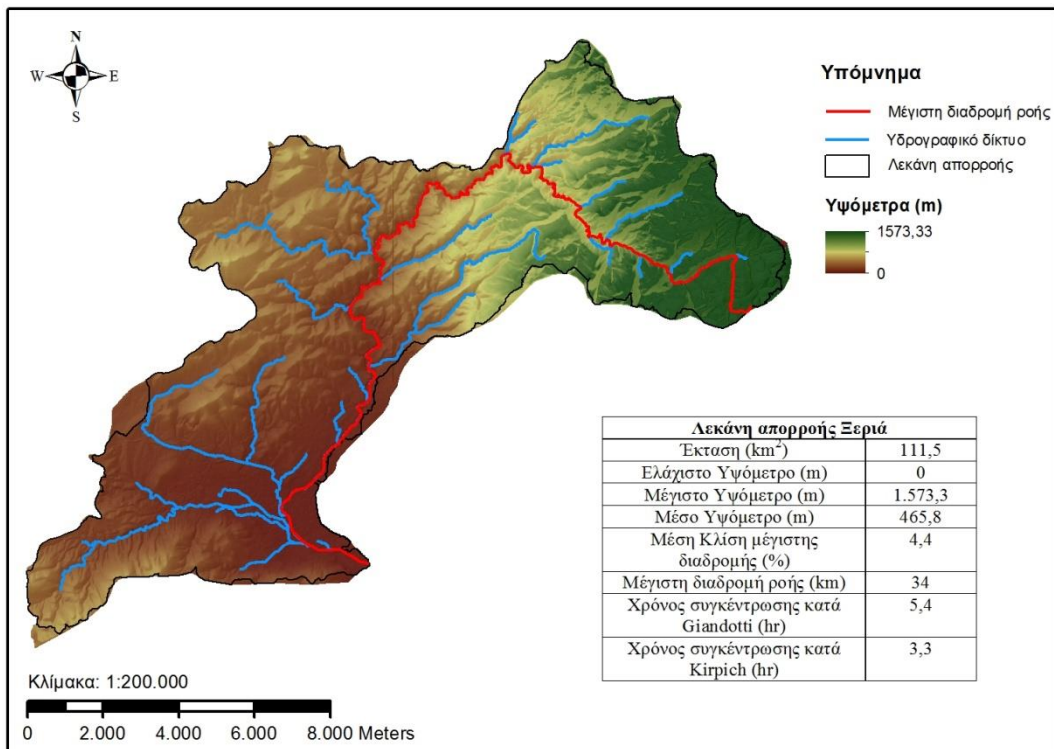 N
W E
S
Υπόμνημα
Μέγιστη διαδρομή ροής
Υδρογραφικό δίκτυο
Λεκάνη απορροής
Υψόμετρα (m)
1573,33
0
Λεκάνη απορροής Ξεριά
Έκταση (km²) 111,5
Ελάχιστο Υψόμετρο (m) 0
Μέγιστο Υψόμετρο (m) 1.573,3
Μέσο Υψόμετρο (m) 465,8
Μέση Κλίση μέγιστης
διαδρομής (%) 4,4
Μέγιστη διαδρομή ροής (km) 34
Χρόνος συγκέντρωσης κατά
Giandotti (hr) 5,4
Χρόνος συγκέντρωσης κατά
Kirpich (hr) 3,3
Κλίμακα: 1:200.000
0 2.000 4.000 6.000 8.000 Meters